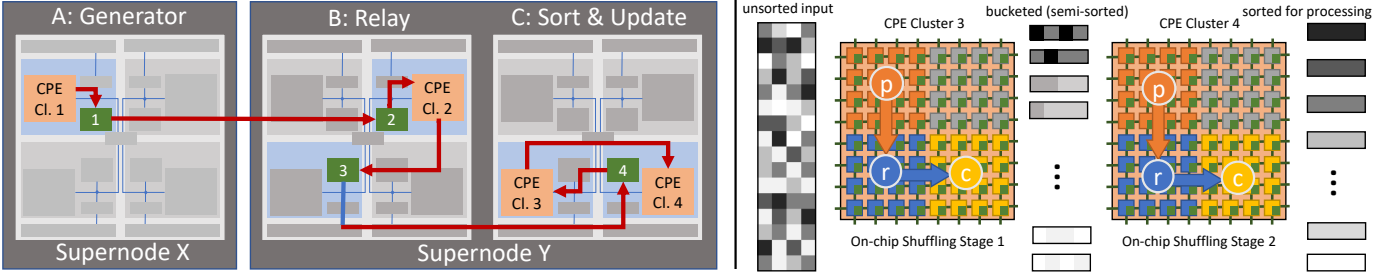 A: Generator
B: Relay
C: Sort & Update
CPE
Cl. 1
1
2
CPE
Cl. 2
3
CPE
Cl. 3
4
CPE
Cl. 4
Supernode X
Supernode Y
unsorted input
CPE Cluster 3
bucketed (semi-sorted)
CPE Cluster 4
sorted for processing
p
r
c
p
r
c
On-chip Shuffling Stage 1
On-chip Shuffling Stage 2